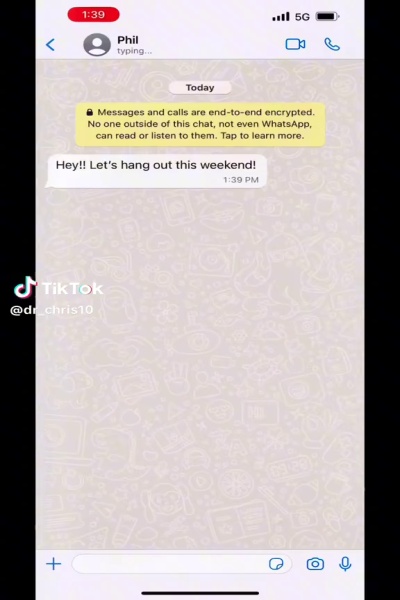 1:39
5G
Phil
typing...
Today
Messages and calls are end-to-end encrypted.
No one outside of this chat, not even WhatsApp,
can read or listen to them. Tap to learn more.
Hey!! Let's hang out this weekend!
1:39 PM
TikTok
@dr_chris10